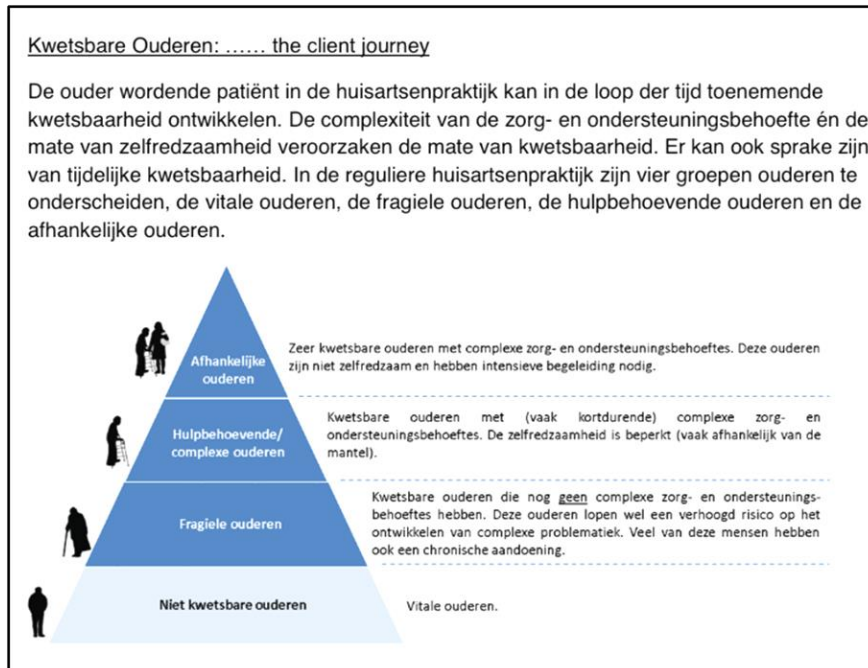 Kwetsbare Ouderen: ...... the client journey
De ouder wordende patiënt in de huisartsenpraktijk kan in de loop der tijd toenemende
kwetsbaarheid ontwikkelen. De complexiteit van de zorg- en ondersteuningsbehoefte én de
mate van zelfredzaamheid veroorzaken de mate van kwetsbaarheid. Er kan ook sprake zijn
van tijdelijke kwetsbaarheid. In de reguliere huisartsenpraktijk zijn vier groepen ouderen te
onderscheiden, de vitale ouderen, de fragiele ouderen, de hulpbehoevende ouderen en de
afhankelijke ouderen.
Afhankelijke
ouderen
Zeer kwetsbare ouderen met complexe zorg- en ondersteuningsbehoeftes. Deze ouderen
zijn niet zelfredzaam en hebben intensieve begeleiding nodig.
Hulpbehoevende/
complexe ouderen
Kwetsbare ouderen met (vaak kortdurende) complexe zorg- en
ondersteuningsbehoeftes. De zelfredzaamheid is beperkt (vaak afhankelijk van de
mantel).
Fragiele ouderen
Kwetsbare ouderen die nog geen complexe zorg- en ondersteunings-
behoeftes hebben. Deze ouderen lopen wel een verhoogd risico op het
ontwikkelen van complexe problematiek. Veel van deze mensen hebben
ook een chronische aandoening.
Niet kwetsbare ouderen
Vitale ouderen.